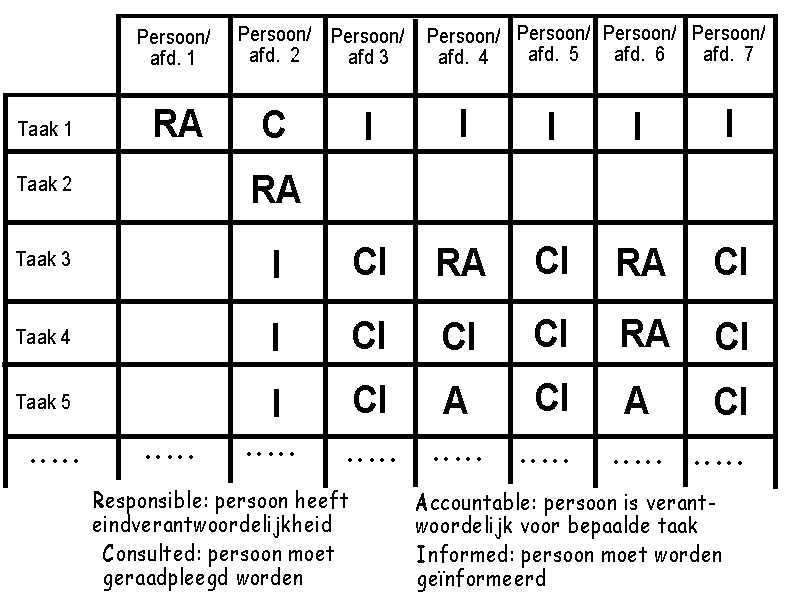 Persoon/ Persoon/ Persoon/ Persoon/ Persoon/ Persoon/ Persoon/
afd. 1 afd. 2 afd 3 afd. 4 afd. 5 afd. 6 afd. 7
Taak 1 RA C I I I I I
Taak 2 RA
Taak 3 I CI RA CI RA CI
Taak 4 I CI CI CI RA CI
Taak 5 I CI A CI A CI
..... ..... ..... ..... ..... ..... ..... .....
Responsible: persoon heeft
eindverantwoordelijkheid
Accountable: persoon is verant-
woordelijk voor bepaalde taak
Consulted: persoon moet
geraadpleegd worden
Informed: persoon moet worden
geïnformeerd